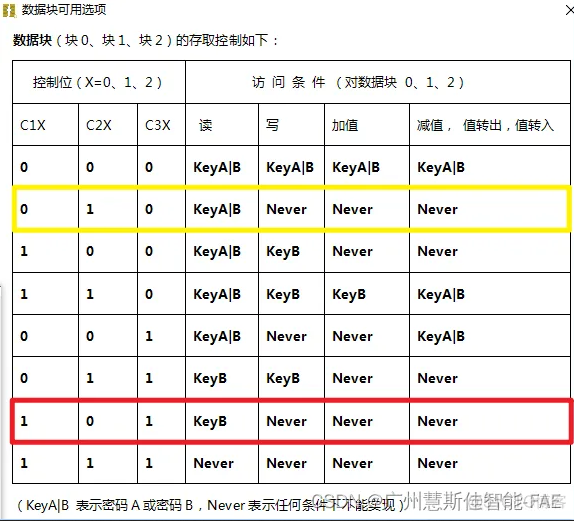 数据块可用选项
数据块（块 0、块 1、块 2）的存取控制如下：
控制位（X=0、1、2） 访 问 条 件 （对数据块 0、1、2）
C1X C2X C3X 读 写 加值 减值， 值转出，值转入
0 0 0 KeyA|B KeyA|B KeyA|B KeyA|B
0 1 0 KeyA|B Never Never Never
1 0 0 KeyA|B KeyB Never Never
1 1 0 KeyA|B KeyB KeyB KeyA|B
0 0 1 KeyA|B Never Never KeyA|B
0 1 1 KeyB KeyB Never Never
1 0 1 KeyB Never Never Never
1 1 1 Never Never Never Never
（KeyA|B 表示密码 A 或密码 B，Never 表示任何条件下不能实现）
CSDN @广州慧斯佳智能-FAE